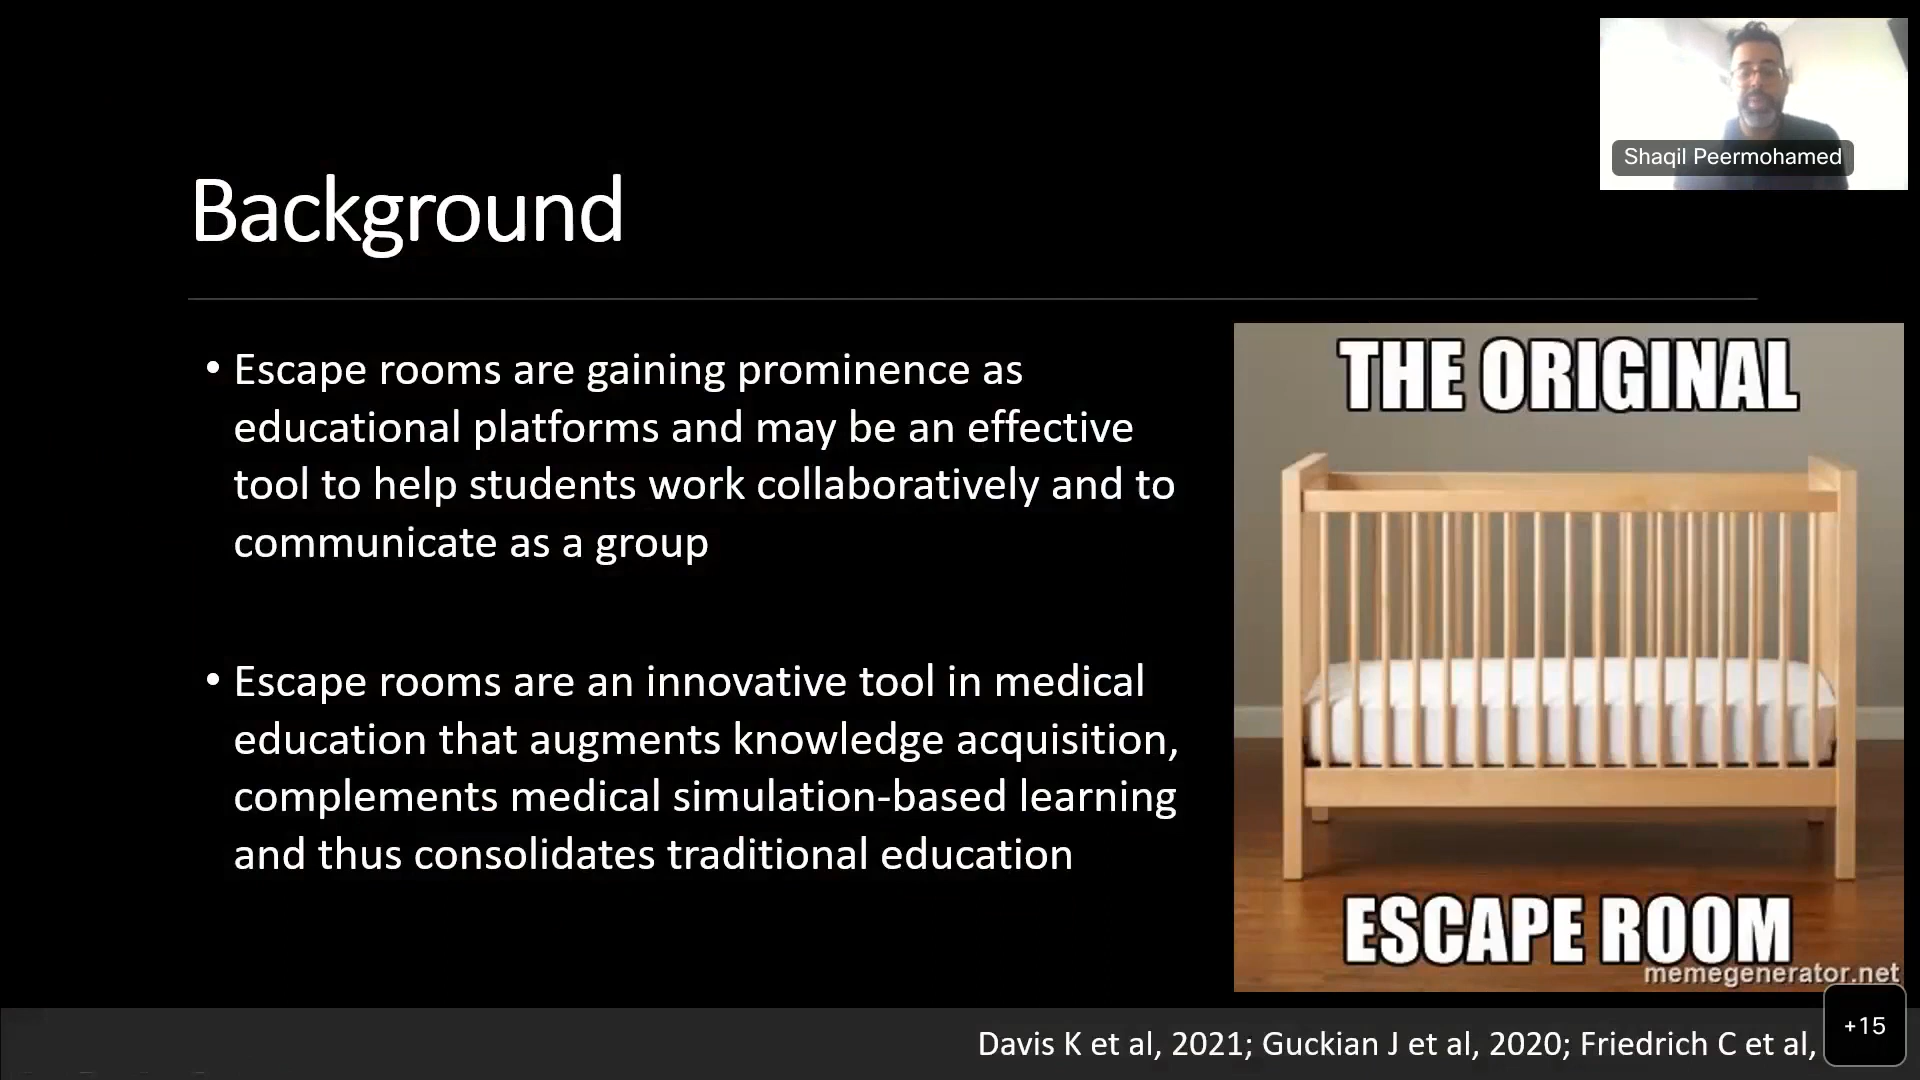 Shaqil Peermohamed
Background
• Escape rooms are gaining prominence as
educational platforms and may be an effective
tool to help students work collaboratively and to
communicate as a group
• Escape rooms are an innovative tool in medical
education that augments knowledge acquisition,
complements medical simulation-based learning
and thus consolidates traditional education
THE ORIGINAL
ESCAPE ROOM
memegenerator.net
Davis K et al, 2021; Guckian J et al, 2020; Friedrich C et al,
+15